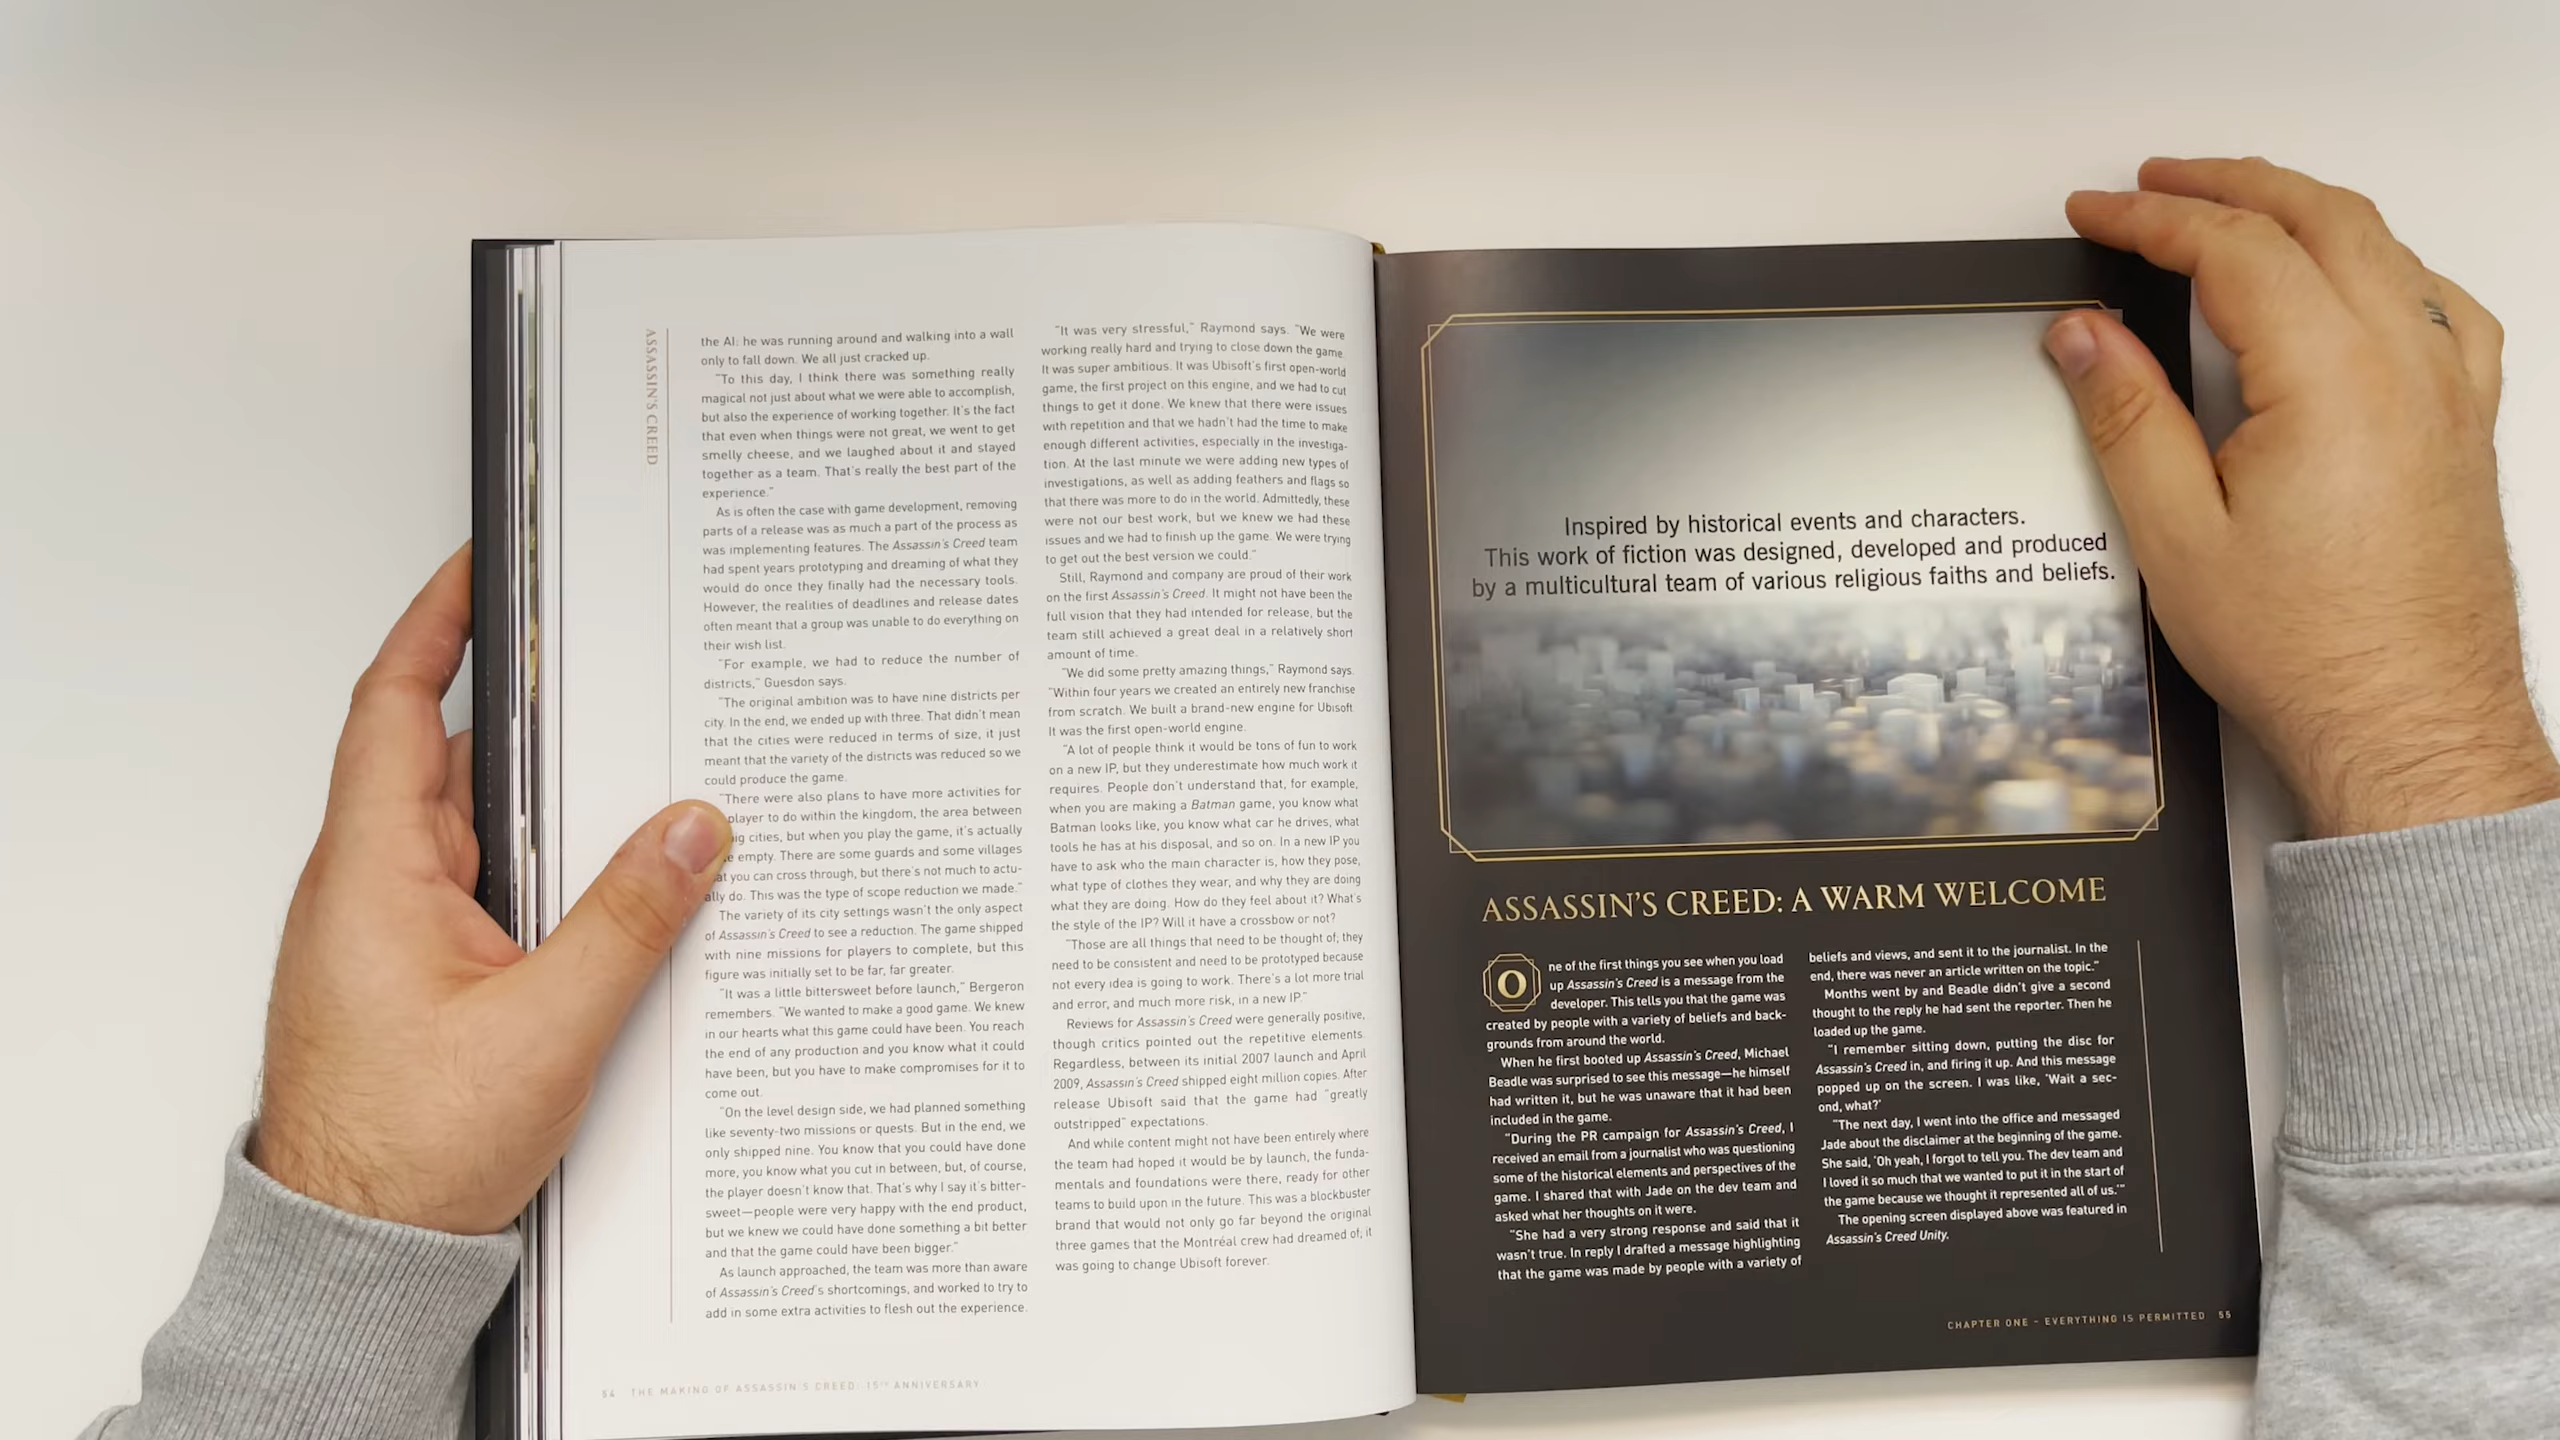 ASSASSIN'S CREED
the AI: he was running around and walking into a wall
only to fall down. We all just cracked up.
"To this day, I think there was something really
magical not just about what we were able to accomplish,
but also the experience of working together. It's the fact
that even when things were not great, we went to get
smelly cheese, and we laughed about it and stayed
together as a team. That's really the best part of the
experience."
As is often the case with game development, removing
parts of a release was as much a part of the process as
was implementing features. The Assassin's Creed team
had spent years prototyping and dreaming of what they
would do once they finally had the necessary tools.
However, the realities of deadlines and release dates
often meant that a group was unable to do everything on
their wish list.
"For example, we had to reduce the number of
districts," Guesdon says.
"The original ambition was to have nine districts per
city. In the end, we ended up with three. That didn't mean
that the cities were reduced in terms of size, it just
meant that the variety of the districts was reduced so we
could produce the game.
"There were also plans to have more activities for
player to do within the kingdom, the area between
cities, but when you play the game, it's actually
empty. There are some guards and some villages
you can cross through, but there's not much to actu-
ally do. This was the type of scope reduction we made."
The variety of its city settings wasn't the only aspect
of Assassin's Creed to see a reduction. The game shipped
with nine missions for players to complete, but this
figure was initially set to be far, far greater.
"It was a little bittersweet before launch," Bergeron
remembers. "We wanted to make a good game. We knew
in our hearts what this game could have been. You reach
the end of any production and you know what it could
have been, but you have to make compromises for it to
come out.
"On the level design side, we had planned something
like seventy-two missions or quests. But in the end, we
only shipped nine. You know that you could have done
more, you know what you cut in between, but, of course,
the player doesn't know that. That's why I say it's bitter-
sweet—people were very happy with the end product,
but we knew we could have done something a bit better
and that the game could have been bigger."
As launch approached, the team was more than aware
of Assassin's Creed's shortcomings, and worked to try to
add in some extra activities to flesh out the experience.
"It was very stressful," Raymond says. "We were
working really hard and trying to close down the game.
It was super ambitious. It was Ubisoft's first open-world
game, the first project on this engine, and we had to cut
things to get it done. We knew that there were issues
with repetition and that we hadn't had the time to make
enough different activities, especially in the investiga-
tion. At the last minute we were adding new types of
investigations, as well as adding feathers and flags so
that there was more to do in the world. Admittedly, these
were not our best work, but we knew we had these
issues and we had to finish up the game. We were trying
to get out the best version we could."
Still, Raymond and company are proud of their work
on the first Assassin's Creed. It might not have been the
full vision that they had intended for release, but the
team still achieved a great deal in a relatively short
amount of time.
"We did some pretty amazing things," Raymond says.
"Within four years we created an entirely new franchise
from scratch. We built a brand-new engine for Ubisoft.
It was the first open-world engine.
"A lot of people think it would be tons of fun to work
on a new IP, but they underestimate how much work it
requires. People don't understand that, for example,
when you are making a Batman game, you know what
Batman looks like, you know what car he drives, what
tools he has at his disposal, and so on. In a new IP you
have to ask who the main character is, how they pose,
what type of clothes they wear, and why they are doing
what they are doing. How do they feel about it? What's
the style of the IP? Will it have a crossbow or not?
"Those are all things that need to be thought of; they
need to be consistent and need to be prototyped because
not every idea is going to work. There's a lot more trial
and error, and much more risk, in a new IP."
Reviews for Assassin's Creed were generally positive,
though critics pointed out the repetitive elements.
Regardless, between its initial 2007 launch and April
2009, Assassin's Creed shipped eight million copies. After
release Ubisoft said that the game had "greatly
outstripped" expectations.
And while content might not have been entirely where
the team had hoped it would be by launch, the funda-
mentals and foundations were there, ready for other
teams to build upon in the future. This was a blockbuster
brand that would not only go far beyond the original
three games that the Montréal crew had dreamed of; it
was going to change Ubisoft forever.
54 THE MAKING OF ASSASSIN'S CREED: 15TH ANNIVERSARY
Inspired by historical events and characters.
This work of fiction was designed, developed and produced
by a multicultural team of various religious faiths and beliefs.
ASSASSIN'S CREED: A WARM WELCOME
One of the first things you see when you load
up Assassin's Creed is a message from the
developer. This tells you that the game was
created by people with a variety of beliefs and back-
grounds from around the world.
When he first booted up Assassin's Creed, Michael
Beadle was surprised to see this message—he himself
had written it, but he was unaware that it had been
included in the game.
"During the PR campaign for Assassin's Creed, I
received an email from a journalist who was questioning
some of the historical elements and perspectives of the
game. I shared that with Jade on the dev team and
asked what her thoughts on it were.
"She had a very strong response and said that it
wasn't true. In reply I drafted a message highlighting
that the game was made by people with a variety of
beliefs and views, and sent it to the journalist. In the
end, there was never an article written on the topic."
Months went by and Beadle didn't give a second
thought to the reply he had sent the reporter. Then he
loaded up the game.
"I remember sitting down, putting the disc for
Assassin's Creed in, and firing it up. And this message
popped up on the screen. I was like, 'Wait a sec-
ond, what?'
"The next day, I went into the office and messaged
Jade about the disclaimer at the beginning of the game.
She said, 'Oh yeah, I forgot to tell you. The dev team and
I loved it so much that we wanted to put it in the start of
the game because we thought it represented all of us.'"
The opening screen displayed above was featured in
Assassin's Creed Unity.
CHAPTER ONE – EVERYTHING IS PERMITTED 55